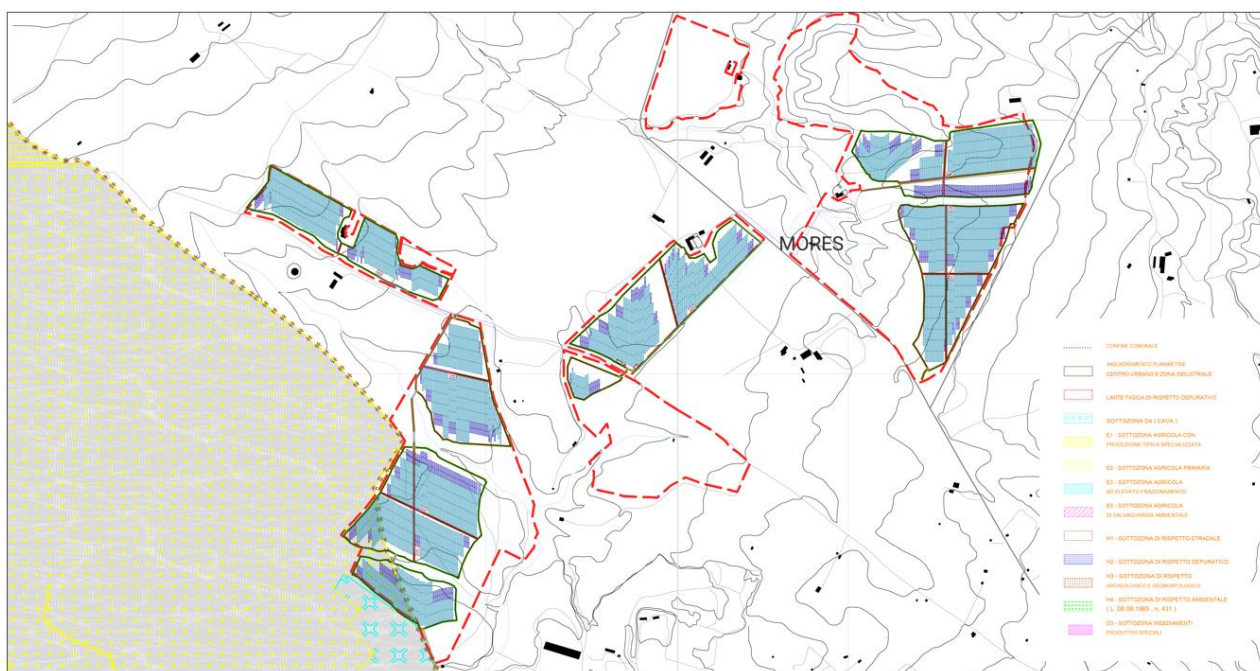 MORES
CONFINE COMUNALE
INQUADRAMENTO PLANIMETRIE
CENTRO URBANO E ZONA INDUSTRIALE
LIMITE FASCIA DI RISPETTO DEPURATIVO
SOTTOZONA D4 ( CAVA )
E1 - SOTTOZONA AGRICOLA CON
PRODUZIONE TIPICA SPECIALIZZATA
E2 - SOTTOZONA AGRICOLA PRIMARIA
E3 - SOTTOZONA AGRICOLA
AD ELEVATO FRAZIONAMENTO
E5 - SOTTOZONA AGRICOLA
DI SALVAGUARDIA AMBIENTALE
H1 - SOTTOZONA DI RISPETTO STRADALE
H2 - SOTTOZONA DI RISPETTO DEPURATIVO
H3 - SOTTOZONA DI RISPETTO
ARCHEOLOGICO E GEOMORFOLOGICO
H4 - SOTTOZONA DI RISPETTO AMBIENTALE
( L. 08.08.1985 , n. 431 )
D3 - SOTTOZONA INSEDIAMENTI
PRODUTTIVI SPECIALI